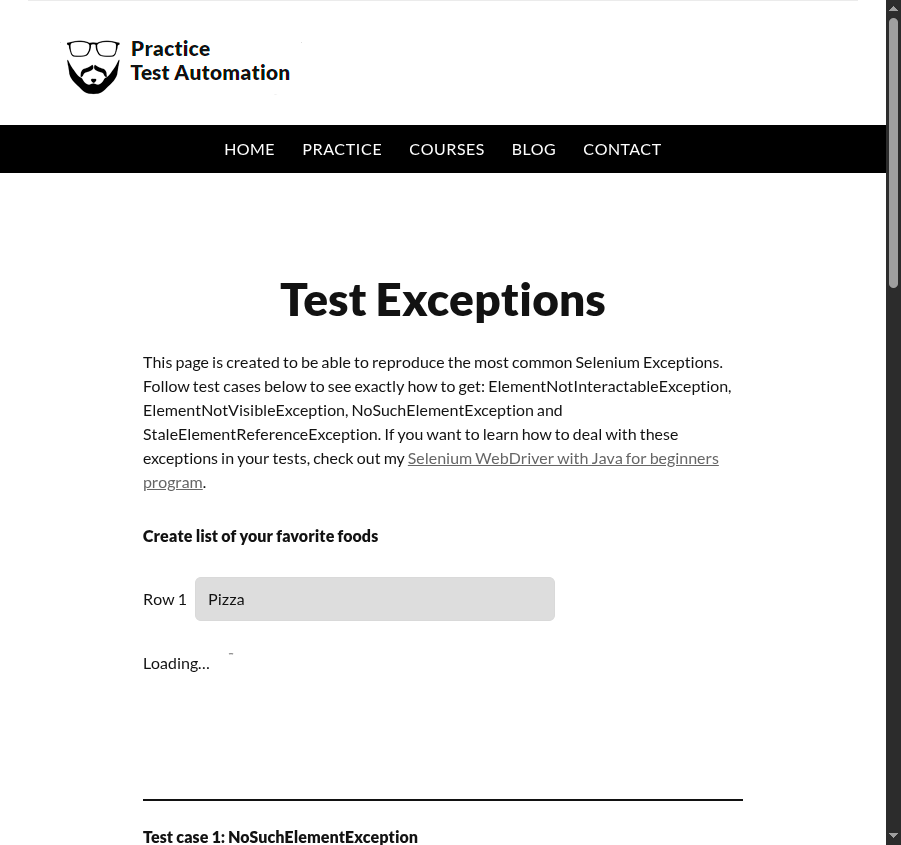 Practice
Test Automation
HOME PRACTICE COURSES BLOG CONTACT
Test Exceptions
This page is created to be able to reproduce the most common Selenium Exceptions.
Follow test cases below to see exactly how to get: ElementNotInteractableException,
ElementNotVisibleException, NoSuchElementException and
StaleElementReferenceException. If you want to learn how to deal with these
exceptions in your tests, check out my Selenium WebDriver with Java for beginners
program.
Create list of your favorite foods
Row 1 Pizza
Loading...
Test case 1: NoSuchElementException